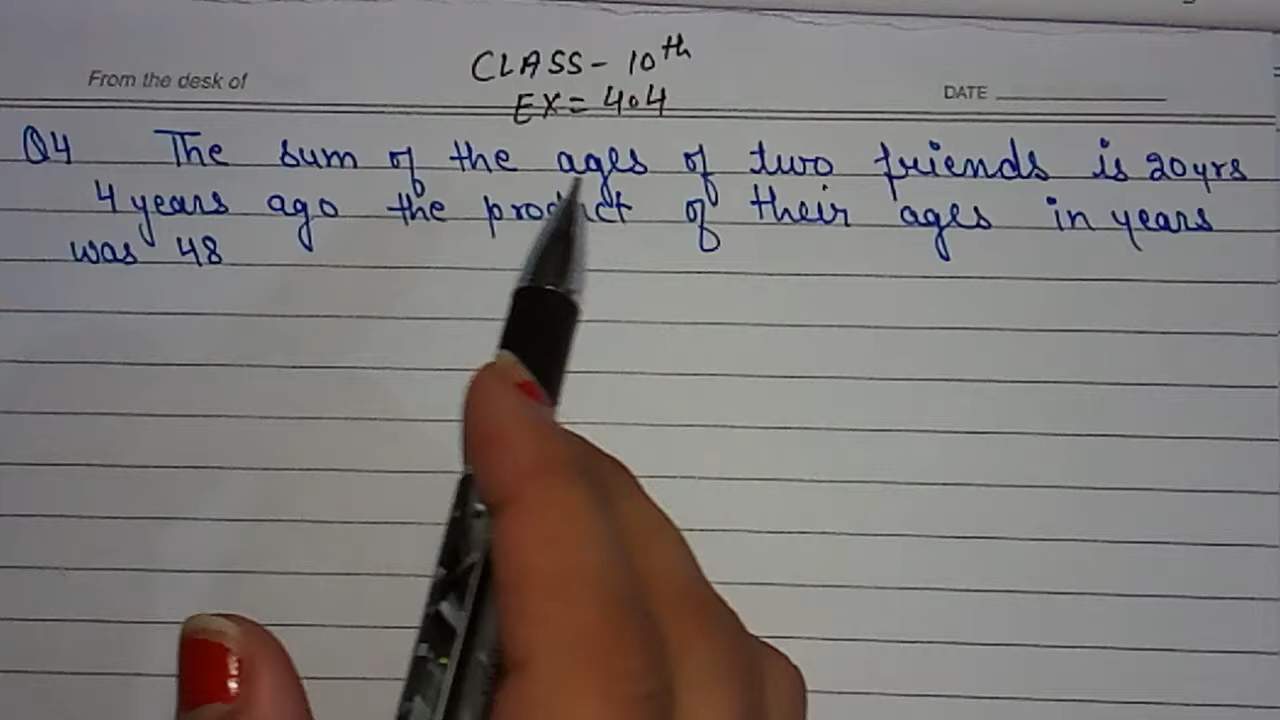 CLASS - 10th
From the desk of
DATE
EX = 4.4
Q4 The sum of the ages of two friends is 20yrs
4 years ago the product of their ages in years
was 48